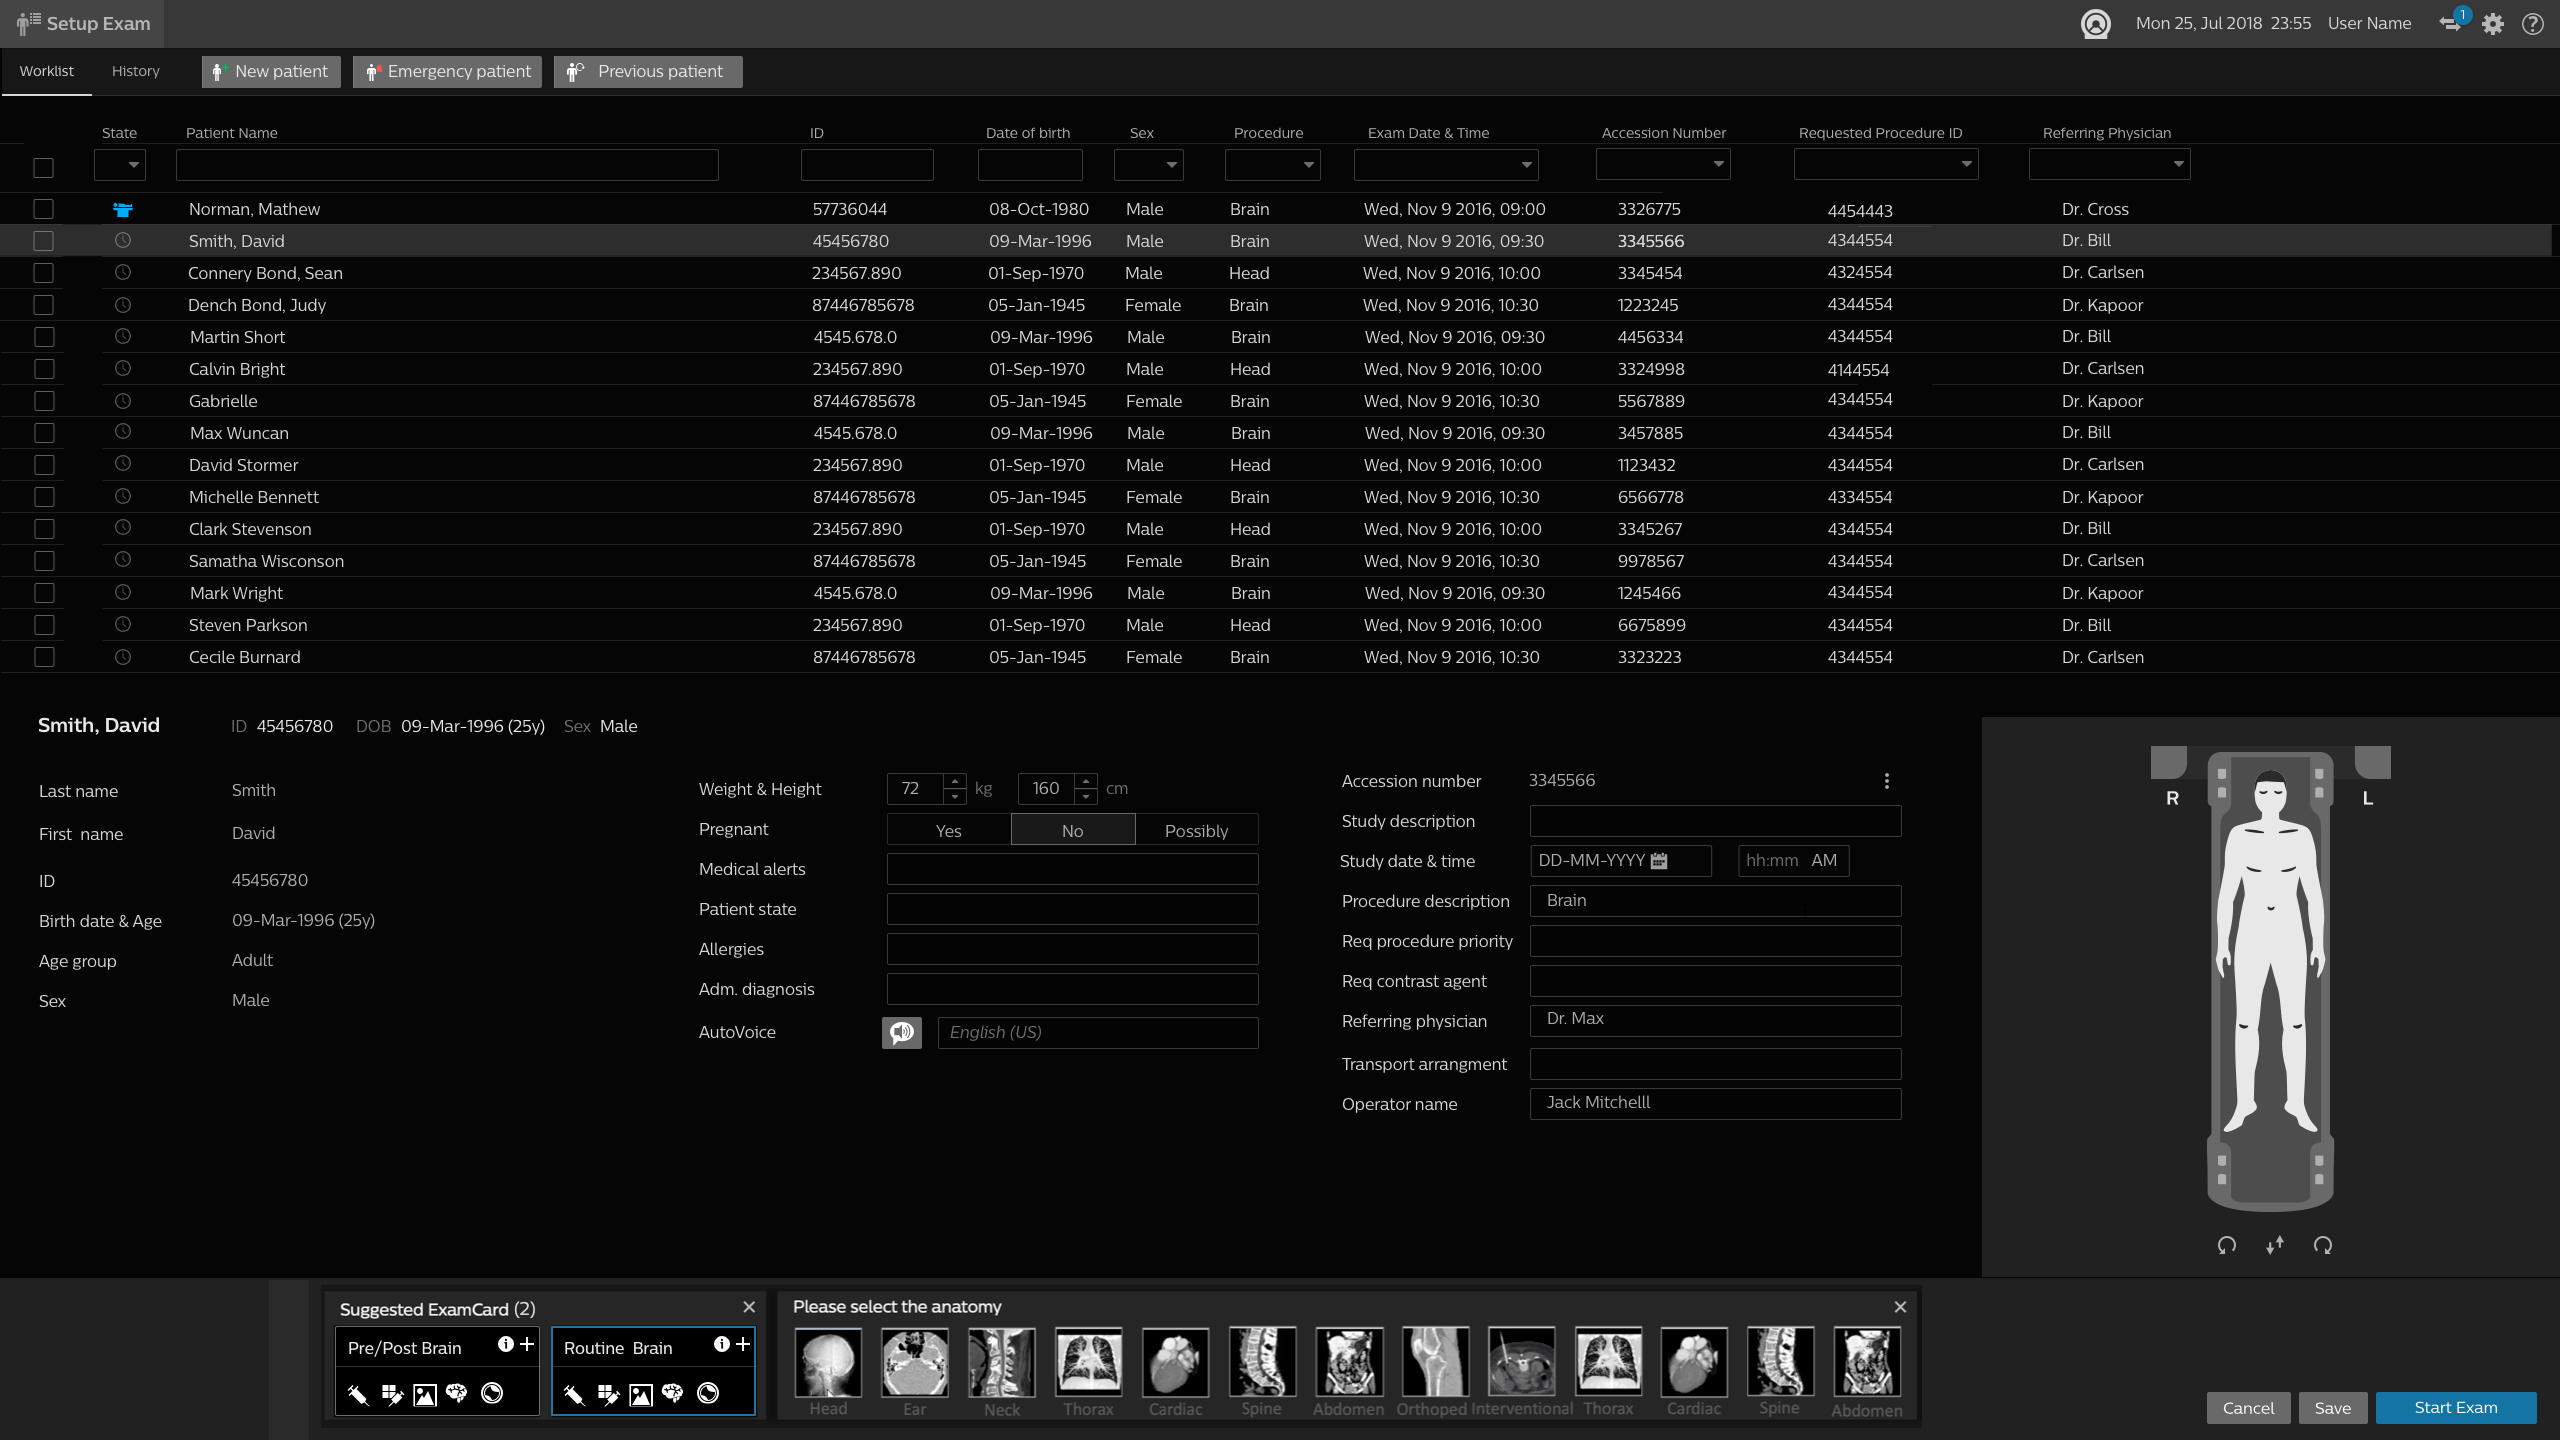 Setup Exam
Mon 25, Jul 2018 23:55 User Name 1
Worklist History New patient Emergency patient Previous patient
State Patient Name ID Date of birth Sex Procedure Exam Date & Time Accession Number Requested Procedure ID Referring Physician
Norman, Mathew 57736044 08-Oct-1980 Male Brain Wed, Nov 9 2016, 09:00 3326775 4454443 Dr. Cross
Smith, David 45456780 09-Mar-1996 Male Brain Wed, Nov 9 2016, 09:30 3345566 4344554 Dr. Bill
Connery Bond, Sean 234567.890 01-Sep-1970 Male Head Wed, Nov 9 2016, 10:00 3345454 4324554 Dr. Carlsen
Dench Bond, Judy 87446785678 05-Jan-1945 Female Brain Wed, Nov 9 2016, 10:30 1223245 4344554 Dr. Kapoor
Martin Short 4545.678.0 09-Mar-1996 Male Brain Wed, Nov 9 2016, 09:30 4456334 4344554 Dr. Bill
Calvin Bright 234567.890 01-Sep-1970 Male Head Wed, Nov 9 2016, 10:00 3324998 4144554 Dr. Carlsen
Gabrielle 87446785678 05-Jan-1945 Female Brain Wed, Nov 9 2016, 10:30 5567889 4344554 Dr. Kapoor
Max Wuncan 4545.678.0 09-Mar-1996 Male Brain Wed, Nov 9 2016, 09:30 3457885 4344554 Dr. Bill
David Stormer 234567.890 01-Sep-1970 Male Head Wed, Nov 9 2016, 10:00 1123432 4344554 Dr. Carlsen
Michelle Bennett 87446785678 05-Jan-1945 Female Brain Wed, Nov 9 2016, 10:30 6566778 4334554 Dr. Kapoor
Clark Stevenson 234567.890 01-Sep-1970 Male Head Wed, Nov 9 2016, 10:00 3345267 4344554 Dr. Bill
Samatha Wisconson 87446785678 05-Jan-1945 Female Brain Wed, Nov 9 2016, 10:30 9978567 4344554 Dr. Carlsen
Mark Wright 4545.678.0 09-Mar-1996 Male Brain Wed, Nov 9 2016, 09:30 1245466 4344554 Dr. Kapoor
Steven Parkson 234567.890 01-Sep-1970 Male Head Wed, Nov 9 2016, 10:00 6675899 4344554 Dr. Bill
Cecile Burnard 87446785678 05-Jan-1945 Female Brain Wed, Nov 9 2016, 10:30 3323223 4344554 Dr. Carlsen
Smith, David ID 45456780 DOB 09-Mar-1996 (25y) Sex Male
Last name Smith
First name David
ID 45456780
Birth date & Age 09-Mar-1996 (25y)
Age group Adult
Sex Male
Weight & Height 72 kg 160 cm
Pregnant Yes No Possibly
Medical alerts
Patient state
Allergies
Adm. diagnosis
AutoVoice English (US)
Accession number 3345566
Study description
Study date & time DD-MM-YYYY hh:mm AM
Procedure description Brain
Req procedure priority
Req contrast agent
Referring physician Dr. Max
Transport arrangment
Operator name Jack Mitchelll
R L
Suggested ExamCard (2)
Pre/Post Brain
Routine Brain
Please select the anatomy
Head Ear Neck Thorax Cardiac Spine Abdomen Orthoped Interventional Thorax Cardiac Spine Abdomen
Cancel Save Start Exam